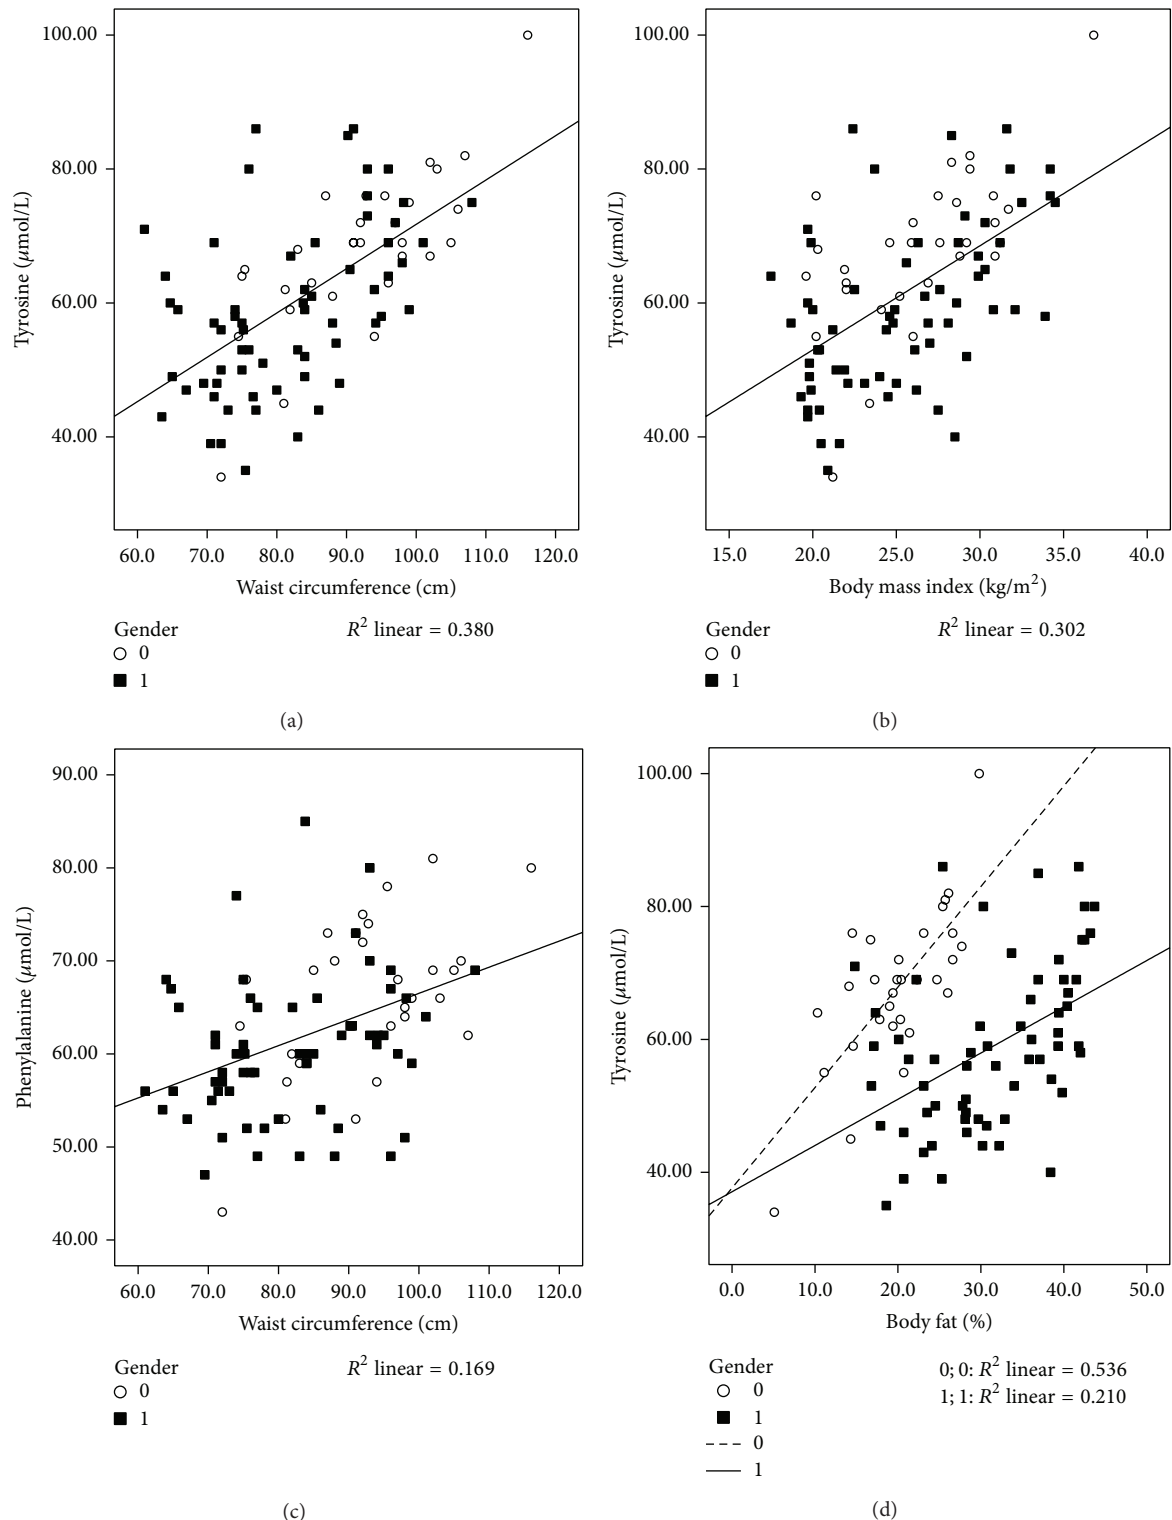 100.00
80.00
60.00
40.00
Tyrosine (μmol/L)
60.0 70.0 80.0 90.0 100.0 110.0 120.0
Waist circumference (cm)
Gender
0
1
R² linear = 0.380
(a)
100.00
80.00
60.00
40.00
Tyrosine (μmol/L)
15.0 20.0 25.0 30.0 35.0 40.0
Body mass index (kg/m²)
Gender
0
1
R² linear = 0.302
(b)
90.00
80.00
70.00
60.00
50.00
40.00
Phenylalanine (μmol/L)
60.0 70.0 80.0 90.0 100.0 110.0 120.0
Waist circumference (cm)
Gender
0
1
R² linear = 0.169
(c)
100.00
80.00
60.00
40.00
Tyrosine (μmol/L)
0.0 10.0 20.0 30.0 40.0 50.0
Body fat (%)
Gender
0
1
0
1
0; 0: R² linear = 0.536
1; 1: R² linear = 0.210
(d)